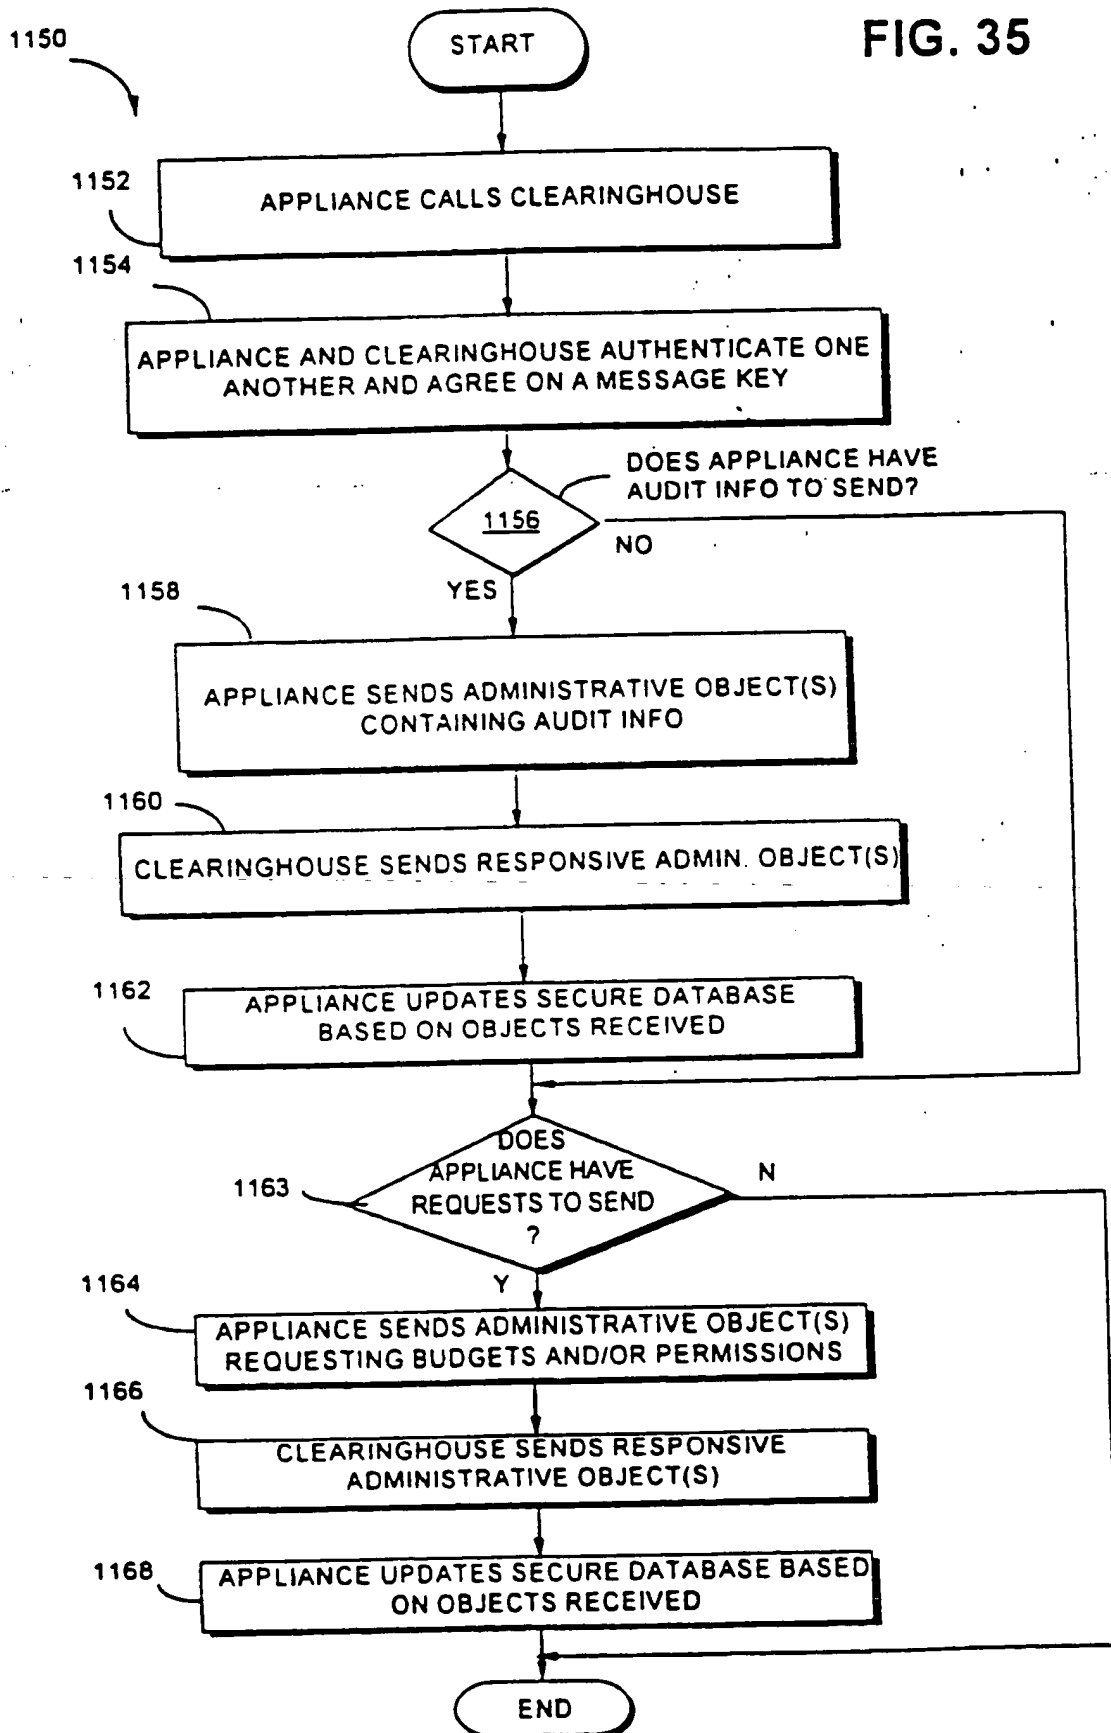 1150
START
FIG. 35
1152
APPLIANCE CALLS CLEARINGHOUSE
1154
APPLIANCE AND CLEARINGHOUSE AUTHENTICATE ONE
ANOTHER AND AGREE ON A MESSAGE KEY
DOES APPLIANCE HAVE
AUDIT INFO TO SEND?
1156
NO
YES
1158
APPLIANCE SENDS ADMINISTRATIVE OBJECT(S)
CONTAINING AUDIT INFO
1160
CLEARINGHOUSE SENDS RESPONSIVE ADMIN. OBJECT(S)
1162
APPLIANCE UPDATES SECURE DATABASE
BASED ON OBJECTS RECEIVED
DOES
APPLIANCE HAVE
REQUESTS TO SEND
?
1163
N
Y
1164
APPLIANCE SENDS ADMINISTRATIVE OBJECT(S)
REQUESTING BUDGETS AND/OR PERMISSIONS
1166
CLEARINGHOUSE SENDS RESPONSIVE
ADMINISTRATIVE OBJECT(S)
1168
APPLIANCE UPDATES SECURE DATABASE BASED
ON OBJECTS RECEIVED
END